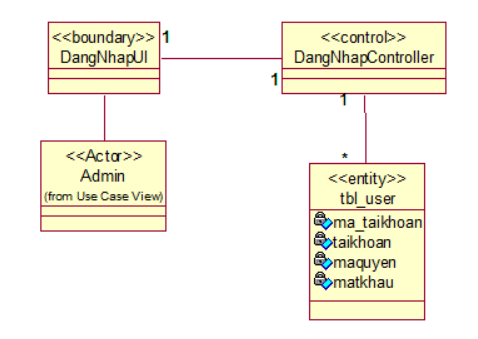 <<boundary>>
DangNhapUI
1
<<control>>
DangNhapController
1
1
<<Actor>>
Admin
(from Use Case View)
*
<<entity>>
tbl_user
ma_taikhoan
taikhoan
maquyen
matkhau